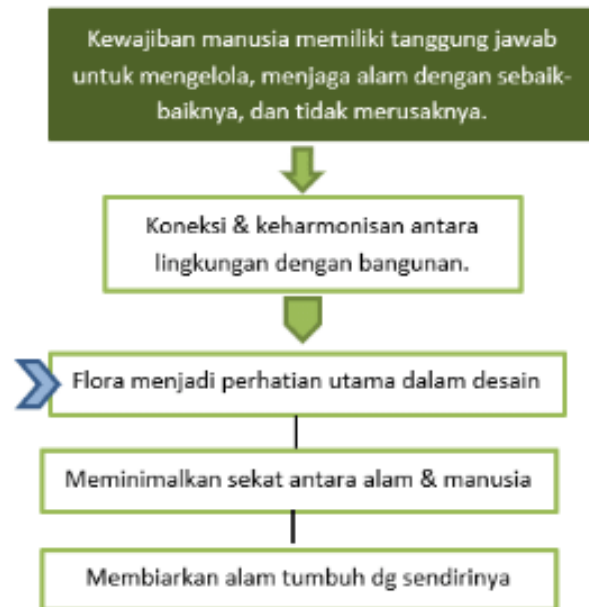 Kewajiban manusia memiliki tanggung jawab
untuk mengelola, menjaga alam dengan sebaik-
baiknya, dan tidak merusaknya.
Koneksi & keharmonisan antara
lingkungan dengan bangunan.
Flora menjadi perhatian utama dalam desain
Meminimalkan sekat antara alam & manusia
Membiarkan alam tumbuh dg sendirinya